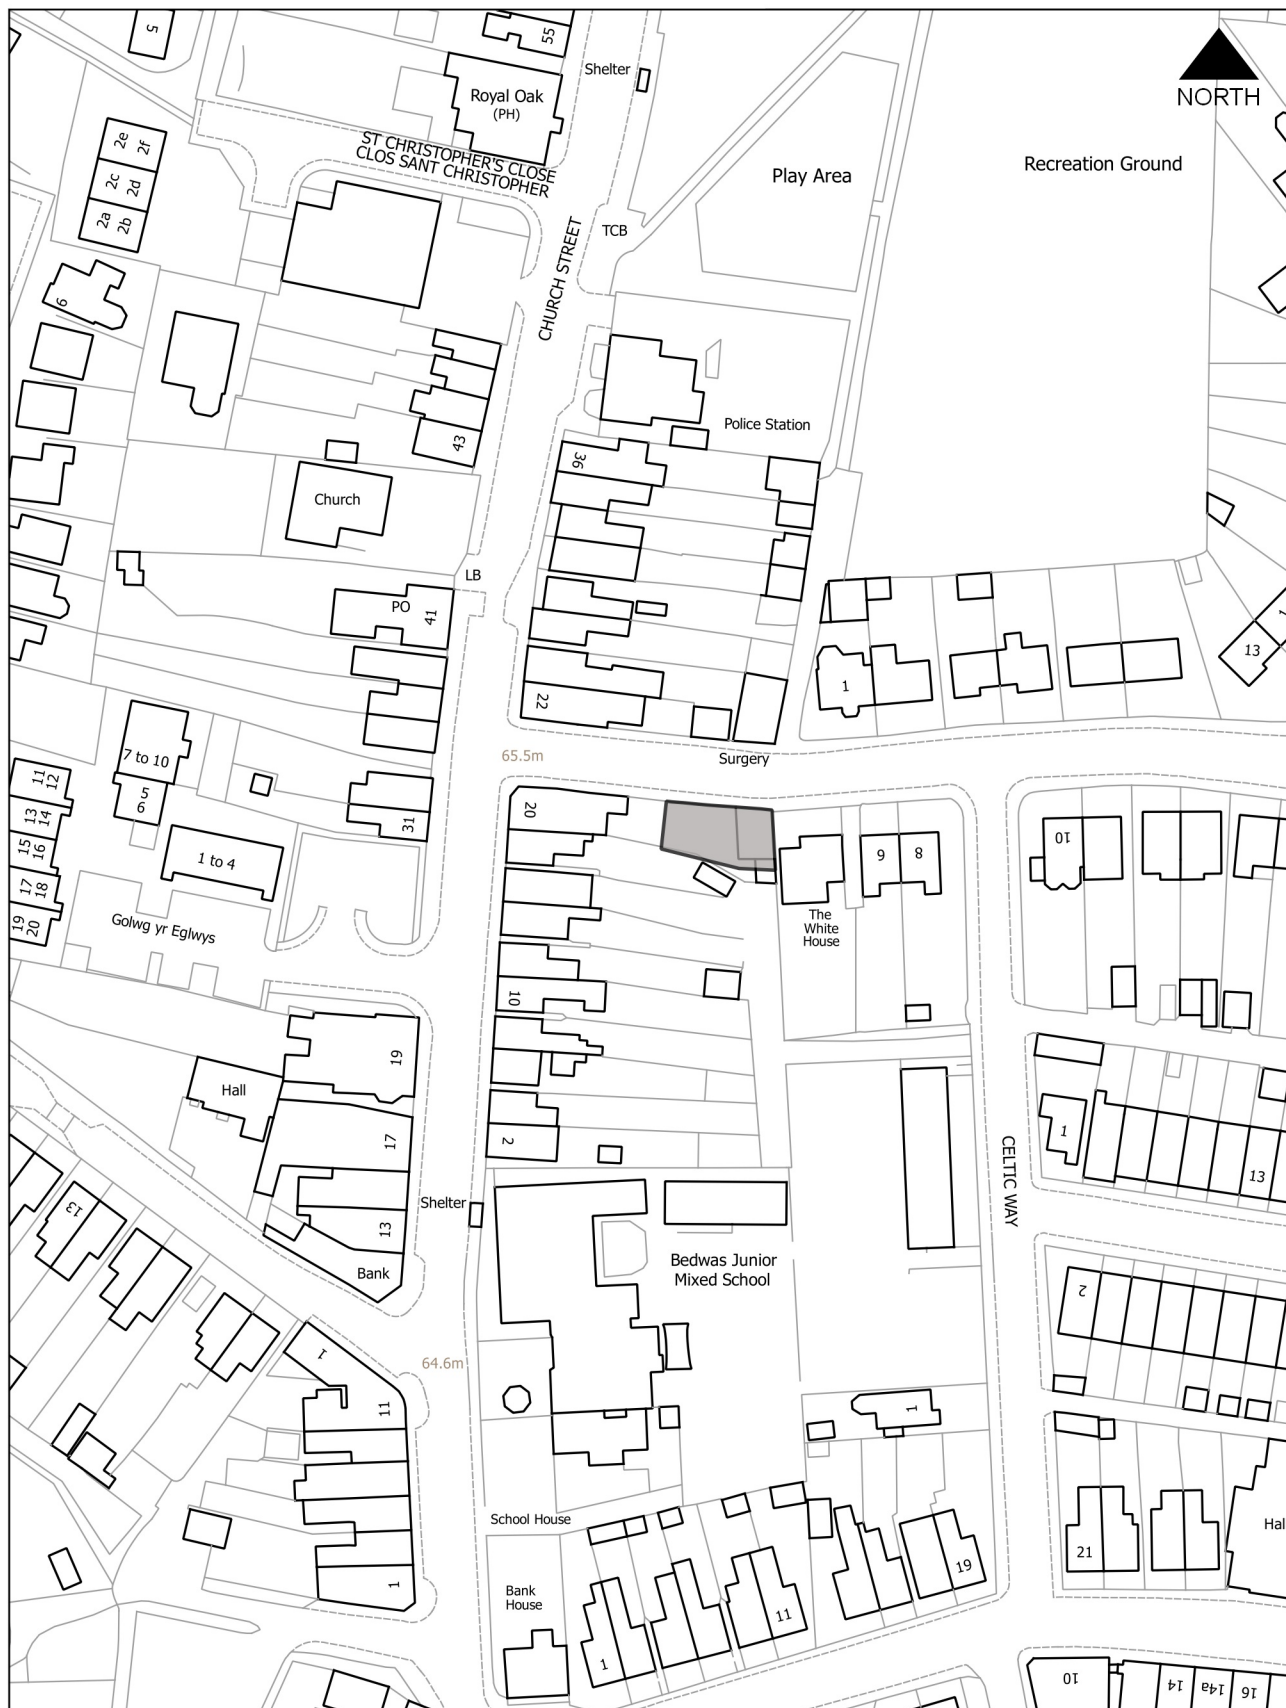 5
55
Shelter
Royal Oak
(PH)
NORTH
2e
2f
2c
2d
2a
2b
ST CHRISTOPHER'S CLOSE
CLOS SANT CHRISTOPHER
Play Area
Recreation Ground
TCB
CHURCH STREET
6
43
36
Police Station
Church
LB
PO
41
22
1
13
65.5m
Surgery
7 to 10
5
6
11
12
13
14
15
16
17
18
19
20
1 to 4
31
20
The
White
House
9
8
10
Golwg yr Eglwys
10
19
Hall
17
2
1
13
CELTIC WAY
13
Shelter
13
Bank
Bedwas Junior
Mixed School
2
1
64.6m
11
1
School House
Hal
21
19
1
Bank
House
11
1
10
14
14a
16